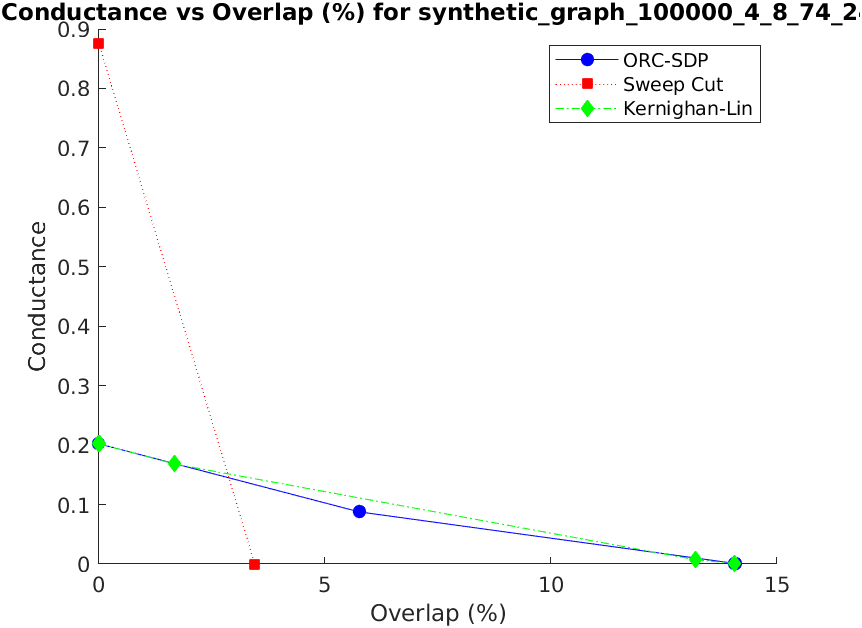 Conductance vs Overlap (%) for synthetic_graph_100000_4_8_74_2
ORC-SDP
Sweep Cut
Kernighan-Lin
Conductance
0.9
0.8
0.7
0.6
0.5
0.4
0.3
0.2
0.1
0
0 5 10 15
Overlap (%)